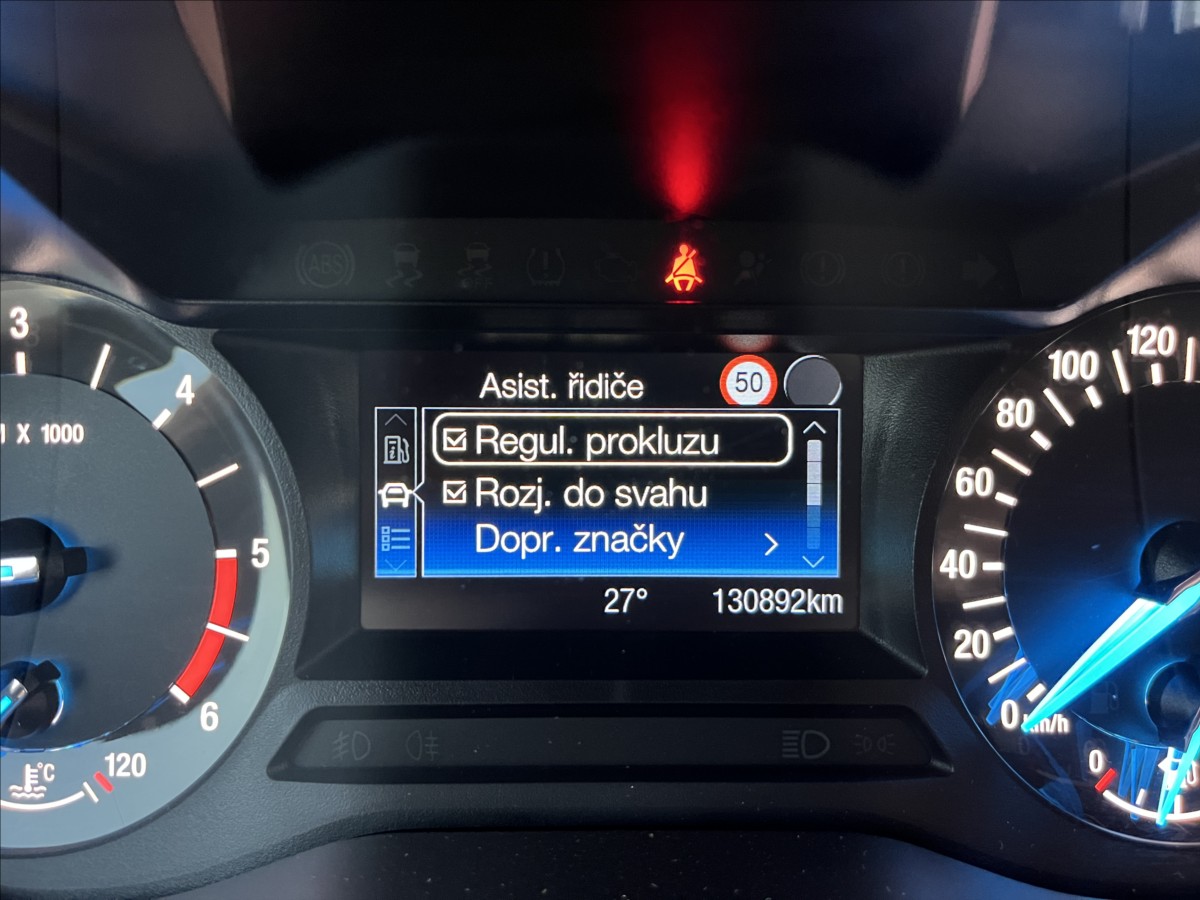 ABS
3
4
1 X 1000
5
6
°C
120
Asist. řidiče
50
Regul. prokluzu
Rozj. do svahu
Dopr. značky
27°
130892km
120
100
80
60
40
20
0 km/h
0